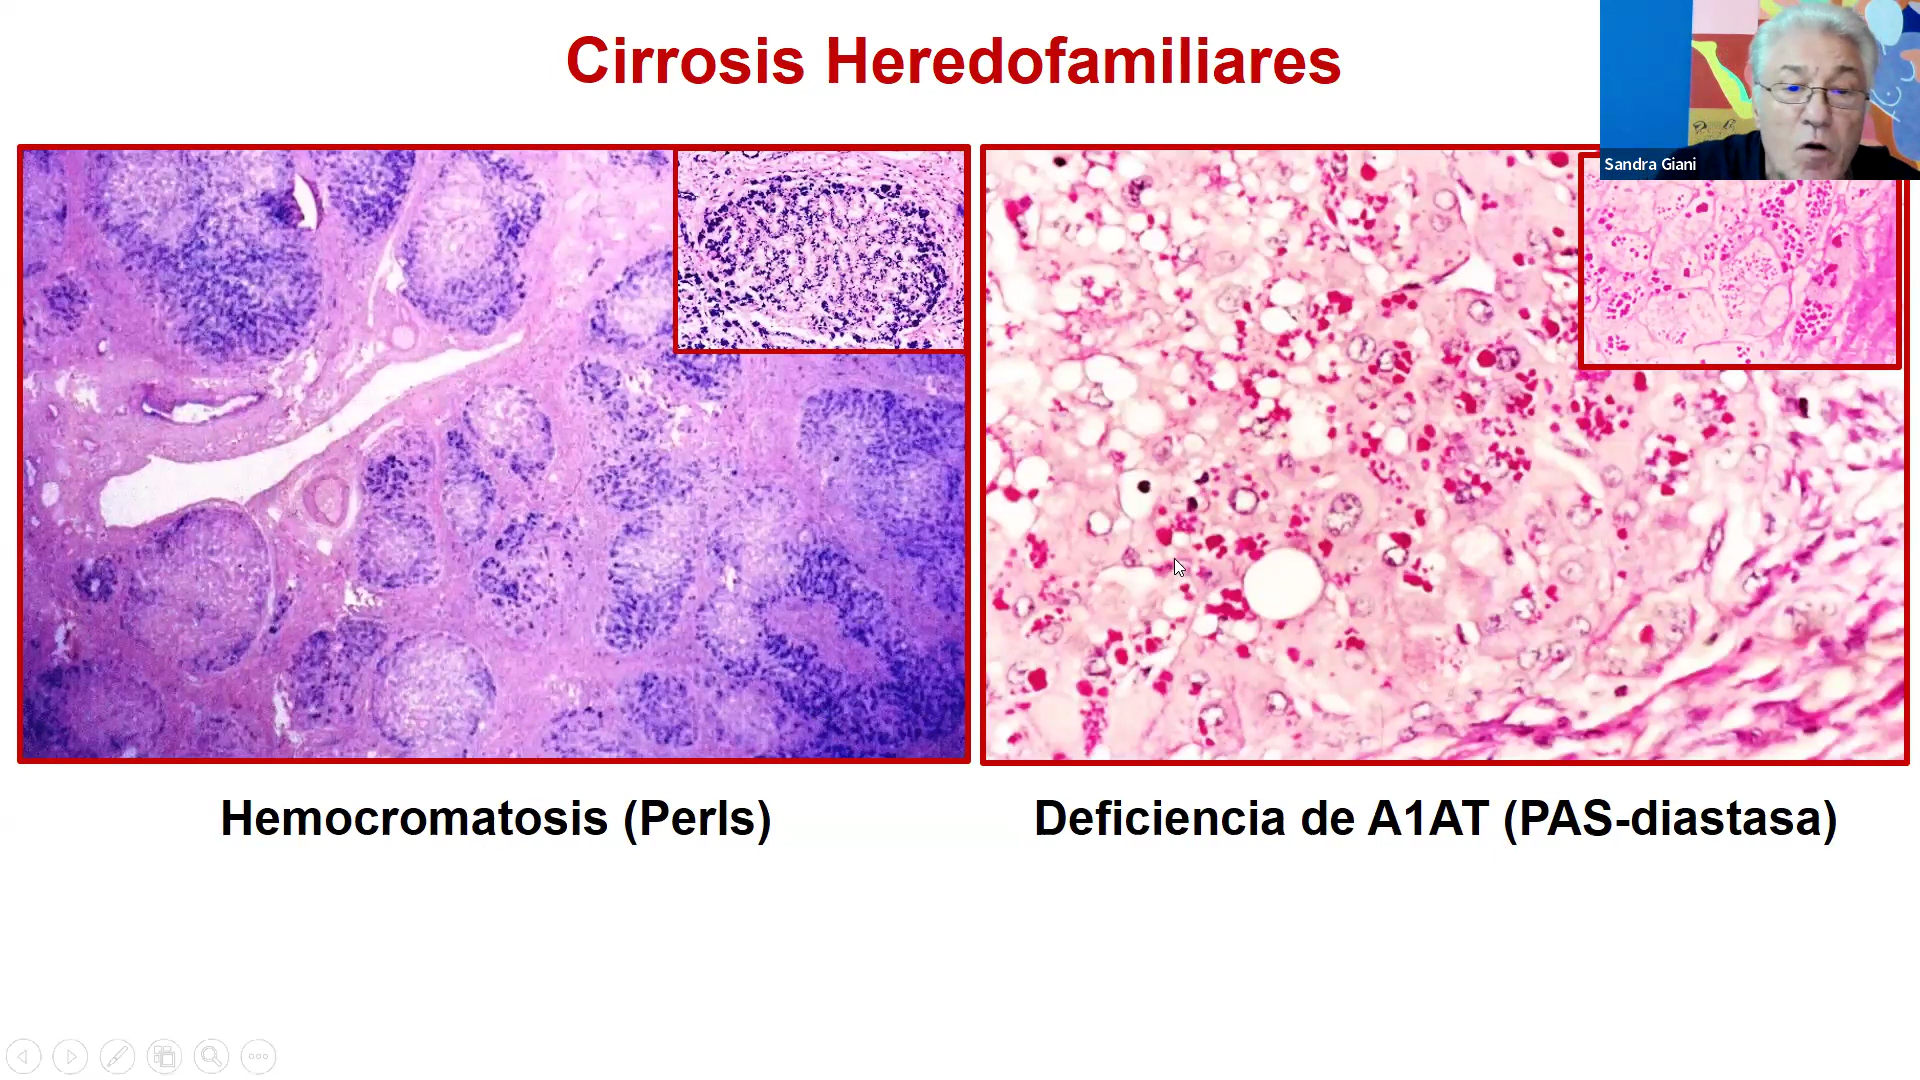 Cirrosis Heredofamiliares
Sandra Giani
Hemocromatosis (Perls)
Deficiencia de A1AT (PAS-diastasa)